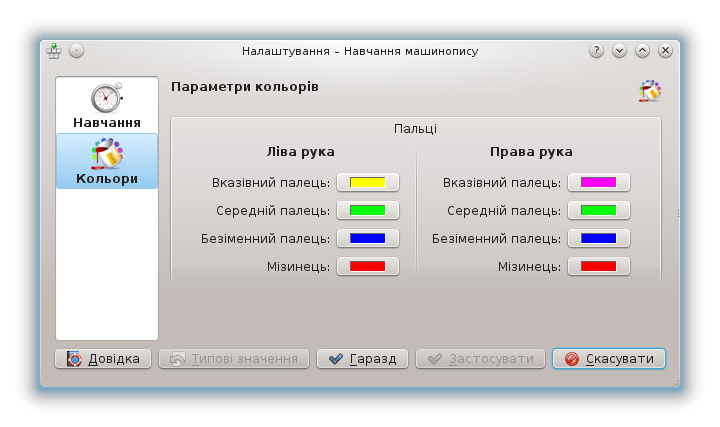 Налаштування – Навчання машинопису
?
Навчання
Кольори
Параметри кольорів
Пальці
Ліва рука
Вказівний палець:
Середній палець:
Безіменний палець:
Мізинець:
Права рука
Вказівний палець:
Середній палець:
Безіменний палець:
Мізинець:
Довідка
Типові значення
Гаразд
Застосувати
Скасувати